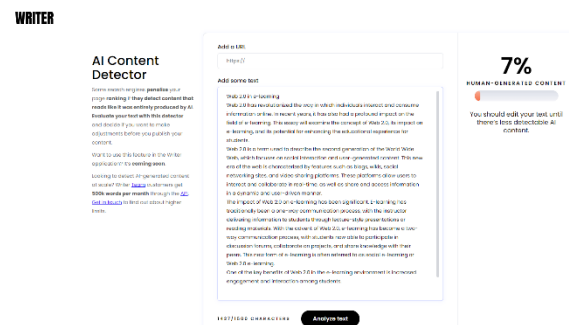 WRITER
AI Content
Detector
Some search engines penalize your
page ranking if they detect content that
reads like it was entirely produced by AI.
Evaluate your text with this detector
and decide if you want to make
adjustments before you publish your
content.
Want to use this feature in the Writer
application? It's coming soon.
Looking to detect AI-generated content
at scale? Writer Team customers get
500k words per month through the API.
Get in touch to find out about higher
tiers.
Add a URL
https://
Add some text
Web 2.0 in e-learning
Web 2.0 has revolutionized the way in which individuals interact and consume
information online. In recent years, it has also had a profound impact on the
field of e-learning. This essay will examine the concept of Web 2.0, its impact on
e-learning, and its potential for enhancing the educational experience for
students.
Web 2.0 is a term used to describe the second generation of the World Wide
Web, which focuses on social interaction and user-generated content. This new
era of the web is characterized by features such as blogs, wikis, social
networking sites, and video sharing platforms. These platforms allow users to
interact and collaborate in real-time, as well as share and access information
in a dynamic and user-driven manner.
The impact of Web 2.0 on e-learning has been significant. E-learning has
traditionally been a one-way communication process, with the instructor
delivering information to students through lecture-style presentations or
reading materials. With the advent of Web 2.0, e-learning has become a two-
way communication process, with students now able to participate in
discussion forums, collaborate on projects, and share knowledge with their
peers. This new form of e-learning is often referred to as social e-learning or
Web 2.0 e-learning.
One of the key benefits of Web 2.0 in the e-learning environment is increased
engagement and interaction among students.
1437/1500 CHARACTERS
Analyze text
7%
HUMAN-GENERATED CONTENT
You should edit your text until
there's less detectable AI
content.